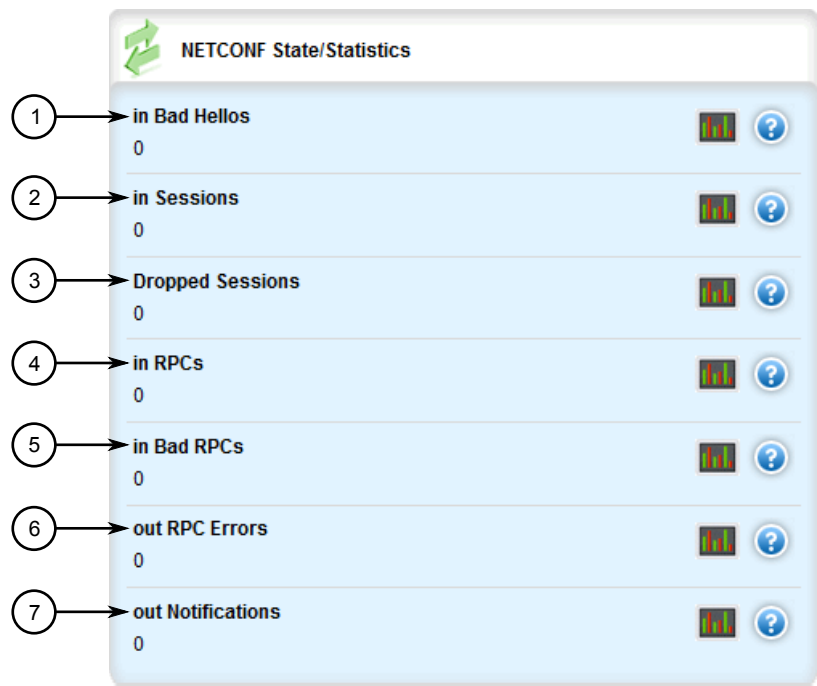 NETCONF State/Statistics
1 in Bad Hellos
0
2 in Sessions
0
3 Dropped Sessions
0
4 in RPCs
0
5 in Bad RPCs
0
6 out RPC Errors
0
7 out Notifications
0